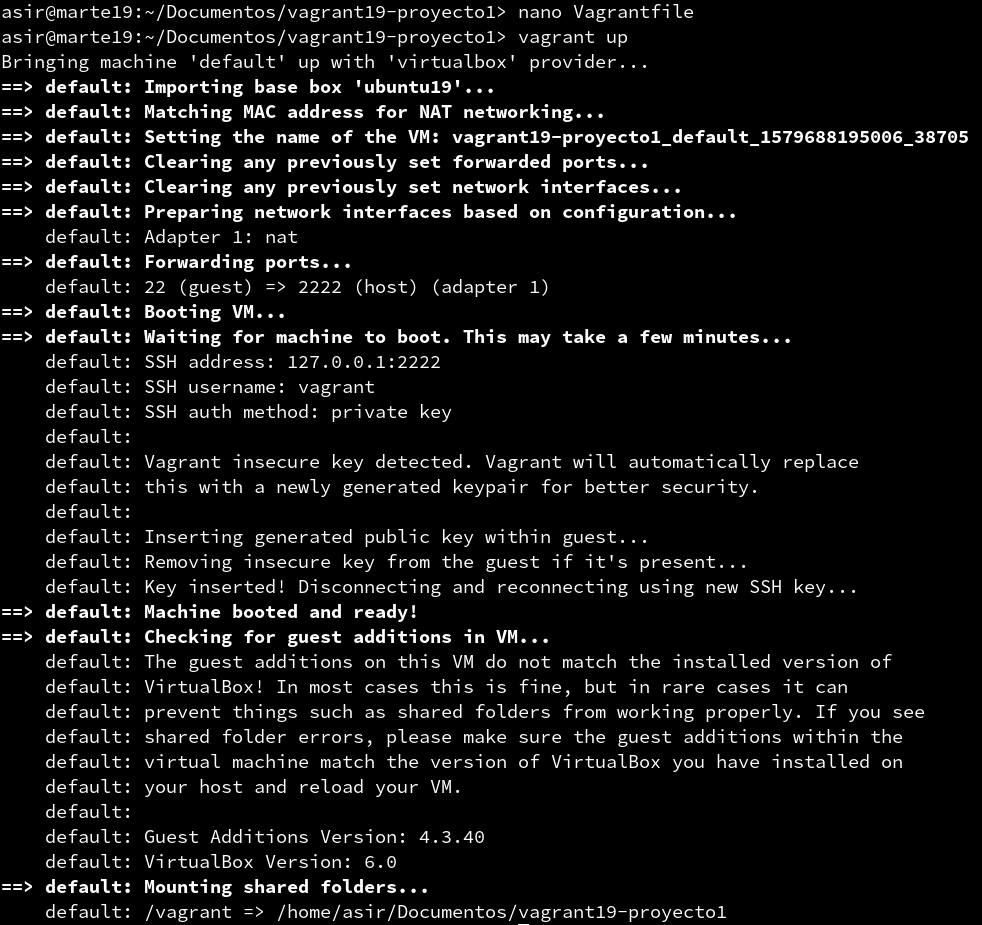 asir@marte19:~/Documentos/vagrant19-proyecto1> nano Vagrantfile
asir@marte19:~/Documentos/vagrant19-proyecto1> vagrant up
Bringing machine 'default' up with 'virtualbox' provider...
==> default: Importing base box 'ubuntu19'...
==> default: Matching MAC address for NAT networking...
==> default: Setting the name of the VM: vagrant19-proyecto1_default_1579688195006_38705
==> default: Clearing any previously set forwarded ports...
==> default: Clearing any previously set network interfaces...
==> default: Preparing network interfaces based on configuration...
    default: Adapter 1: nat
==> default: Forwarding ports...
    default: 22 (guest) => 2222 (host) (adapter 1)
==> default: Booting VM...
==> default: Waiting for machine to boot. This may take a few minutes...
    default: SSH address: 127.0.0.1:2222
    default: SSH username: vagrant
    default: SSH auth method: private key
    default:
    default: Vagrant insecure key detected. Vagrant will automatically replace
    default: this with a newly generated keypair for better security.
    default:
    default: Inserting generated public key within guest...
    default: Removing insecure key from the guest if it's present...
    default: Key inserted! Disconnecting and reconnecting using new SSH key...
==> default: Machine booted and ready!
==> default: Checking for guest additions in VM...
    default: The guest additions on this VM do not match the installed version of
    default: VirtualBox! In most cases this is fine, but in rare cases it can
    default: prevent things such as shared folders from working properly. If you see
    default: shared folder errors, please make sure the guest additions within the
    default: virtual machine match the version of VirtualBox you have installed on
    default: your host and reload your VM.
    default:
    default: Guest Additions Version: 4.3.40
    default: VirtualBox Version: 6.0
==> default: Mounting shared folders...
    default: /vagrant => /home/asir/Documentos/vagrant19-proyecto1